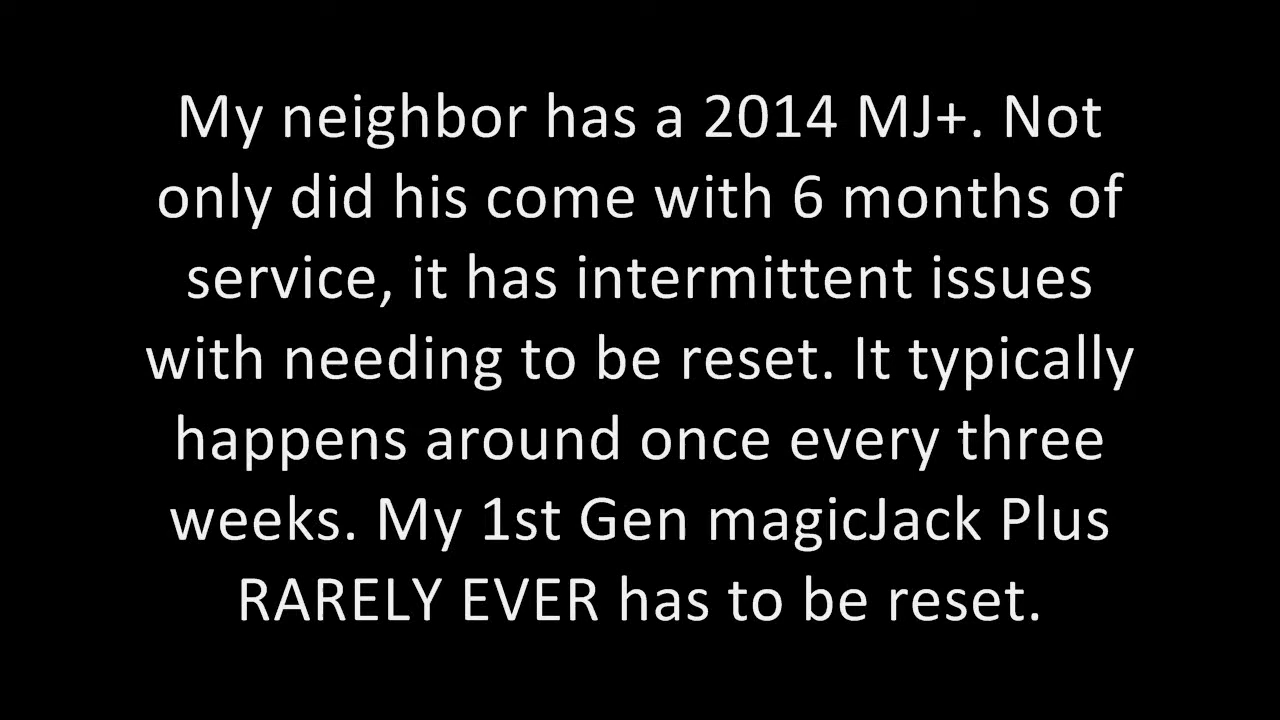 My neighbor has a 2014 MJ+. Not
only did his come with 6 months of
service, it has intermittent issues
with needing to be reset. It typically
happens around once every three
weeks. My 1st Gen magicJack Plus
RARELY EVER has to be reset.